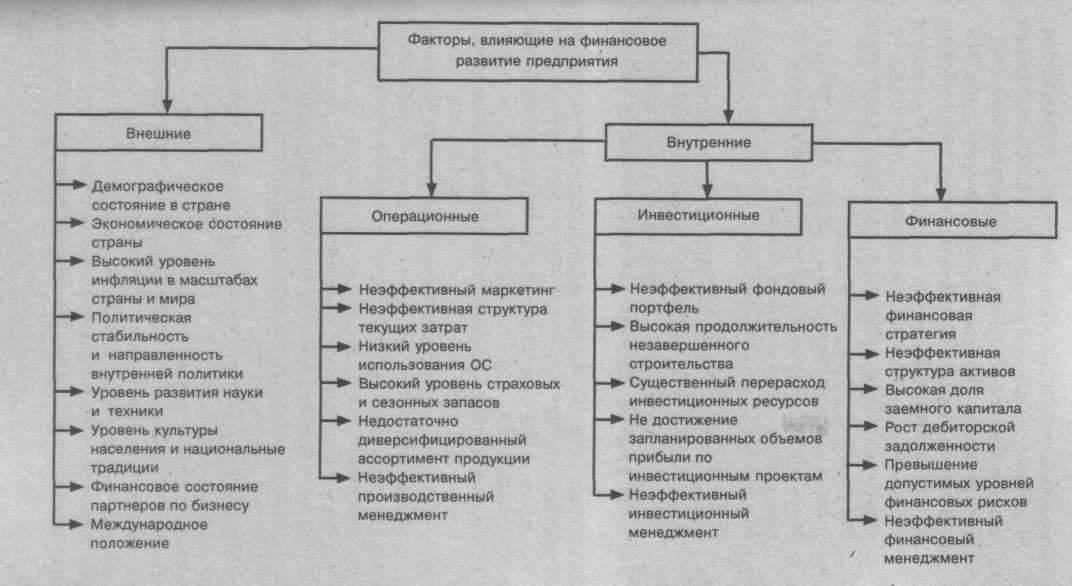 Факторы, влияющие на финансовое
развитие предприятия
Внешние
Демографическое
состояние в стране
Экономическое состояние
страны
Высокий уровень
инфляции в масштабах
страны и мира
Политическая
стабильность
и направленность
внутренней политики
Уровень развития науки
и техники
Уровень культуры
населения и национальные
традиции
Финансовое состояние
партнеров по бизнесу
Международное
положение
Внутренние
Операционные
Неэффективный маркетинг
Неэффективная структура
текущих затрат
Низкий уровень
использования ОС
Высокий уровень страховых
и сезонных запасов
Недостаточно
диверсифицированный
ассортимент продукции
Неэффективный
производственный
менеджмент
Инвестиционные
Неэффективный фондовый
портфель
Высокая продолжительность
незавершенного
строительства
Существенный перерасход
инвестиционных ресурсов
Не достижение
запланированных объемов
прибыли по
инвестиционным проектам
Неэффективный
инвестиционный
менеджмент
Финансовые
Неэффективная
финансовая
стратегия
Неэффективная
структура активов
Высокая доля
заемного капитала
Рост дебиторской
задолженности
Превышение
допустимых уровней
финансовых рисков
Неэффективный
финансовый
менеджмент